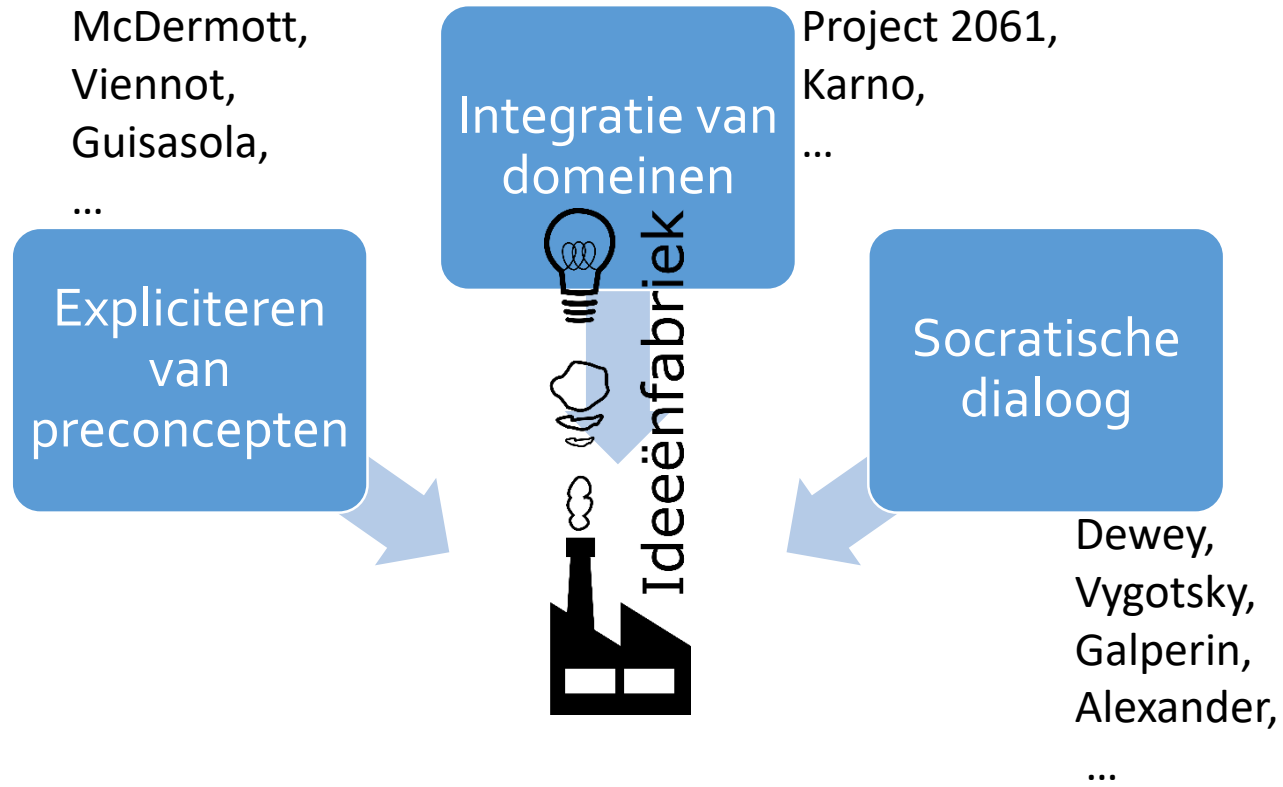 McDermott,
Viennot,
Guisasola,
...
Integratie van
domeinen
Project 2061,
Karno,
...
Expliciteren
van
preconcepten
Ideeënfabriek
Socratische
dialoog
Dewey,
Vygotsky,
Galperin,
Alexander,
...